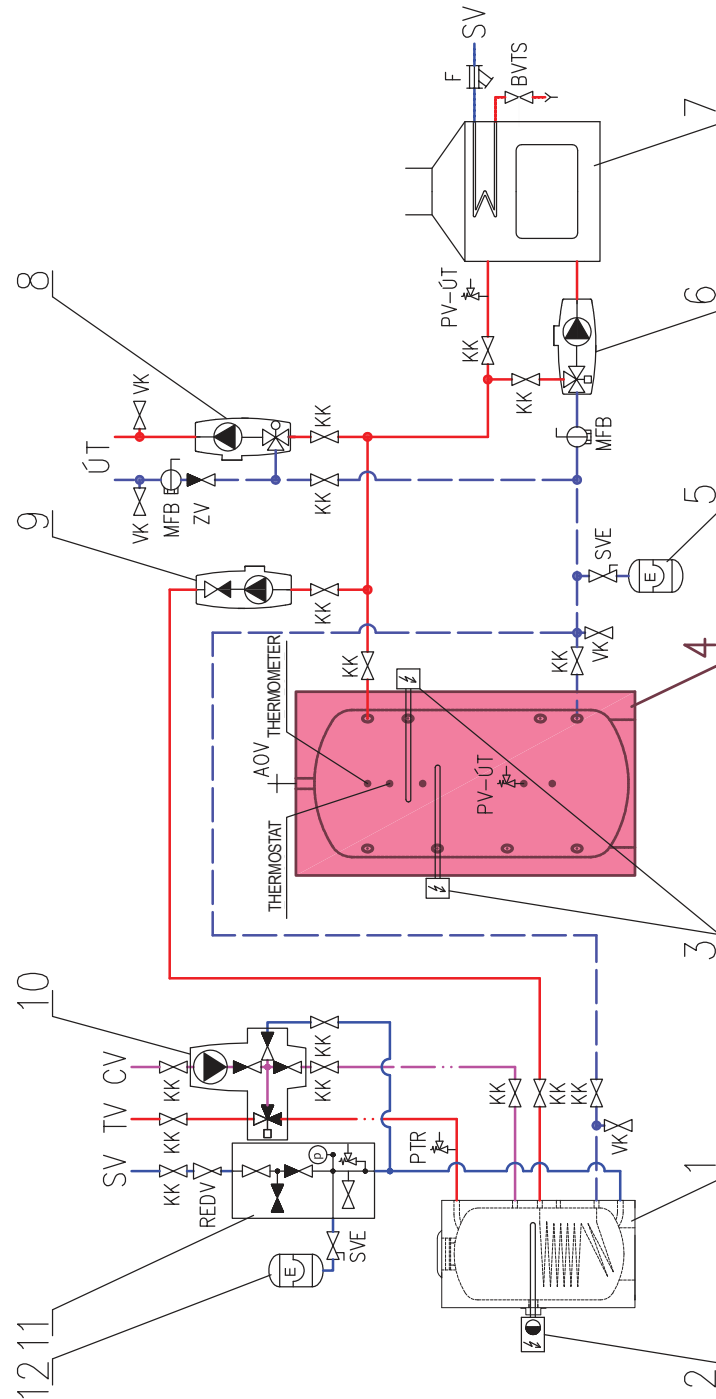 12
11
10
9
8
SV
TV
CV
ÚT
VK
VK
KK
KK
KK
MFB
ZV
REDV
AOV
THERMOSTAT
THERMOMETER
E
P
SVE
KK
KK
KK
KK
KK
KK
PTR
PV-ÚT
F
SV
KK
PV-ÚT
BVTS
KK
KK
KK
KK
KK
VK
VK
SVE
MFB
E
2
1
3
4
5
6
7